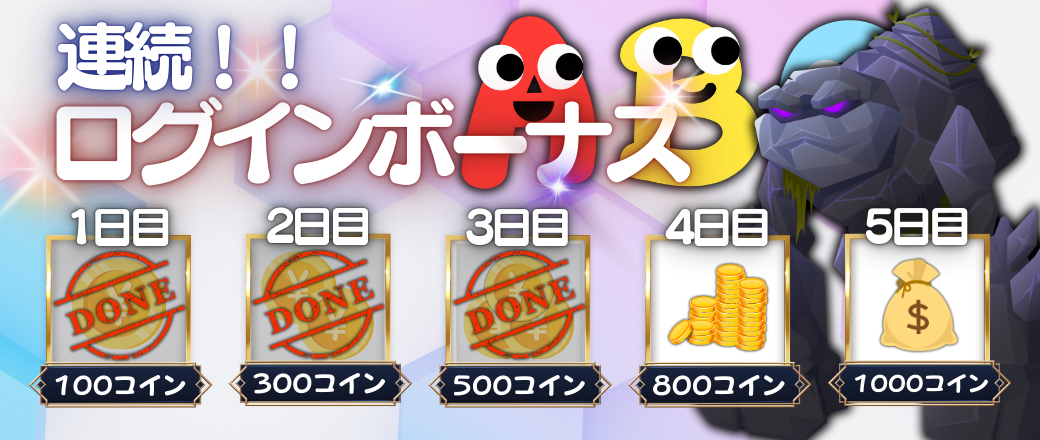 連続！！
ログインボーナス
A B
1日目 2日目 3日目 4日目 5日目
DONE DONE DONE $
100コイン 300コイン 500コイン 800コイン 1000コイン